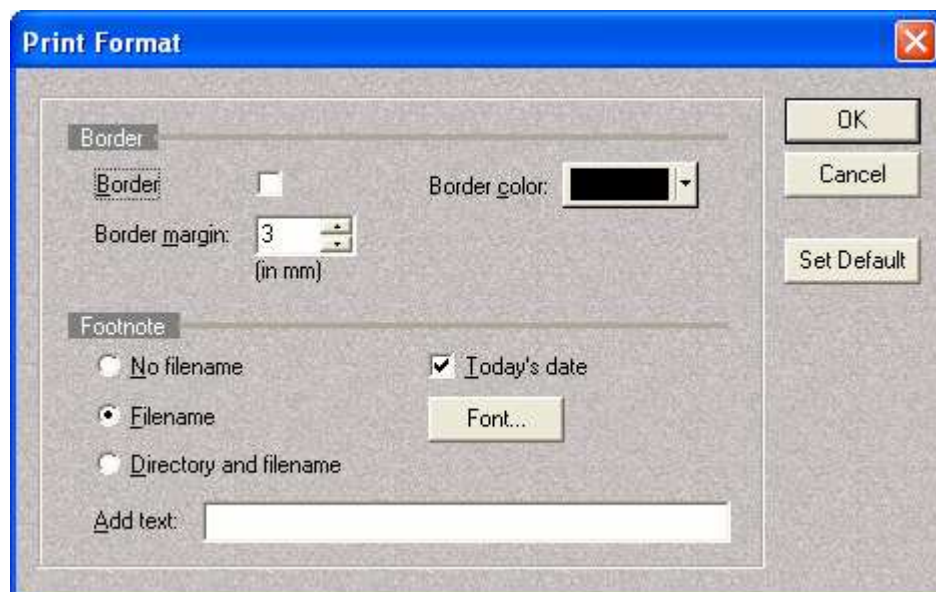 Print Format
Border
Border
Border color:
Border margin: 3
(in mm)
Footnote
No filename
Today's date
Filename
Font...
Directory and filename
Add text:
OK
Cancel
Set Default